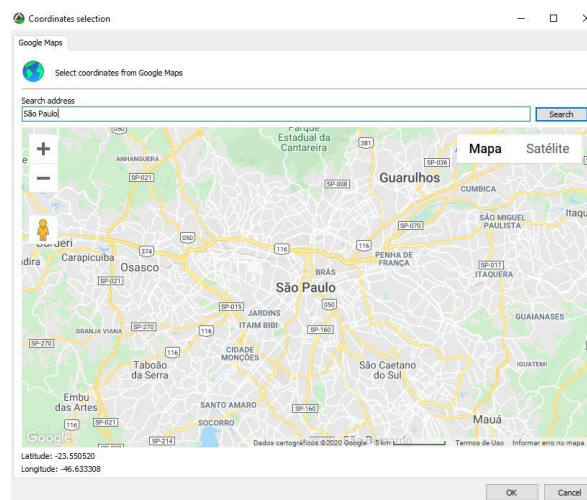 Coordinates selection
Google Maps
Select coordinates from Google Maps
Search address
São Paulo
Search
050
Parque
Estadual da
Cantareira
381
Mapa Satélite
ANHANGUERA
SP-021
SP-036
SP-008
Guarulhos
CUMBICA
SP-070
SÃO MIGUEL
PAULISTA
Itaqu
Barueri
050
116
116
374
Carapicuíba
Osasco
PENHA DE
FRANÇA
BRÁS
SP-017
ITAQUERA
SP-021
São Paulo
SP-015
JARDINS
050
ITAIM BIBI
SP-160
GUAIANASES
GRANJA VIANA
SP-270
116
SP-270
CIDADE
MONÇÕES
116
Taboão
da Serra
São Caetano
do Sul
IGUATEMI
Embu
das Artes
SANTO AMARO
SP-160
SOCORRO
Mauá
116
SP-021
Google
SP-214
Dados cartográficos ©2020 Google 5 km Termos de Uso Informar erro no mapa
Latitude: -23.550520
Longitude: -46.633308
OK Cancel